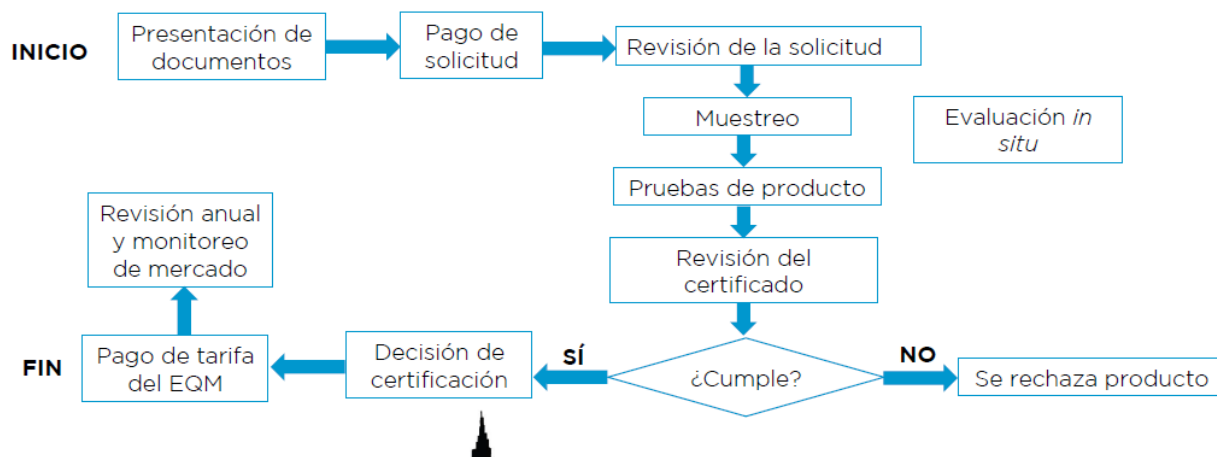 INICIO
Presentación de
documentos
Pago de
solicitud
Revisión de la solicitud
Muestreo
Evaluación in
situ
Pruebas de producto
Revisión del
certificado
¿Cumple?
NO
Se rechaza producto
SÍ
Decisión de
certificación
FIN
Pago de tarifa
del EQM
Revisión anual
y monitoreo
de mercado